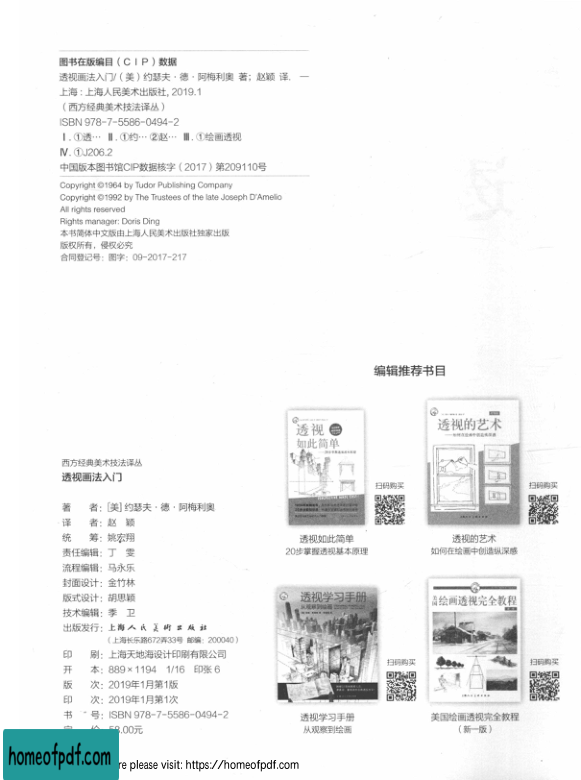 图书在版编目(CIP)数据
透视画法入门/(美)约瑟夫·德·阿梅利奥 著;赵颖 译. —
上海:上海人民美术出版社, 2019.1
(西方经典美术技法译丛)
ISBN 978-7-5586-0494-2
Ⅰ. ①透… Ⅱ. ①约… ②赵… Ⅲ. ①绘画透视
Ⅳ. ①J206.2
中国版本图书馆CIP数据核字(2017)第209110号
Copyright ©1964 by Tudor Publishing Company
Copyright ©1992 by The Trustees of the late Joseph D'Amelio
All rights reserved
Rights manager: Doris Ding
本书简体中文版由上海人民美术出版社独家出版
版权所有,侵权必究
合同登记号:图字:09-2017-217
编辑推荐书目
透视
如此简单
透视的艺术
扫码购买
扫码购买
透视如此简单
20步掌握透视基本原理
透视的艺术
如何在绘画中创造纵深感
透视学习手册
从观察到绘画
美国绘画透视完全教程
扫码购买
扫码购买
透视学习手册
从观察到绘画
美国绘画透视完全教程
(新一版)
西方经典美术技法译丛
透视画法入门
著 者:[美]约瑟夫·德·阿梅利奥
译 者:赵 颖
统 筹:姚宏翔
责任编辑:丁 雯
流程编辑:马永乐
封面设计:金竹林
版式设计:胡思颖
技术编辑:季 卫
出版发行:上海人民美术出版社
(上海长乐路672弄33号 邮编:200040)
印 刷:上海天地海设计印刷有限公司
开 本:889×1194 1/16 印张 6
版 次:2019年1月第1版
印 次:2019年1月第1次
书 号:ISBN 978-7-5586-0494-2
定 价:58.00元
homeofpdf.com
re please visit: https://homeofpdf.com